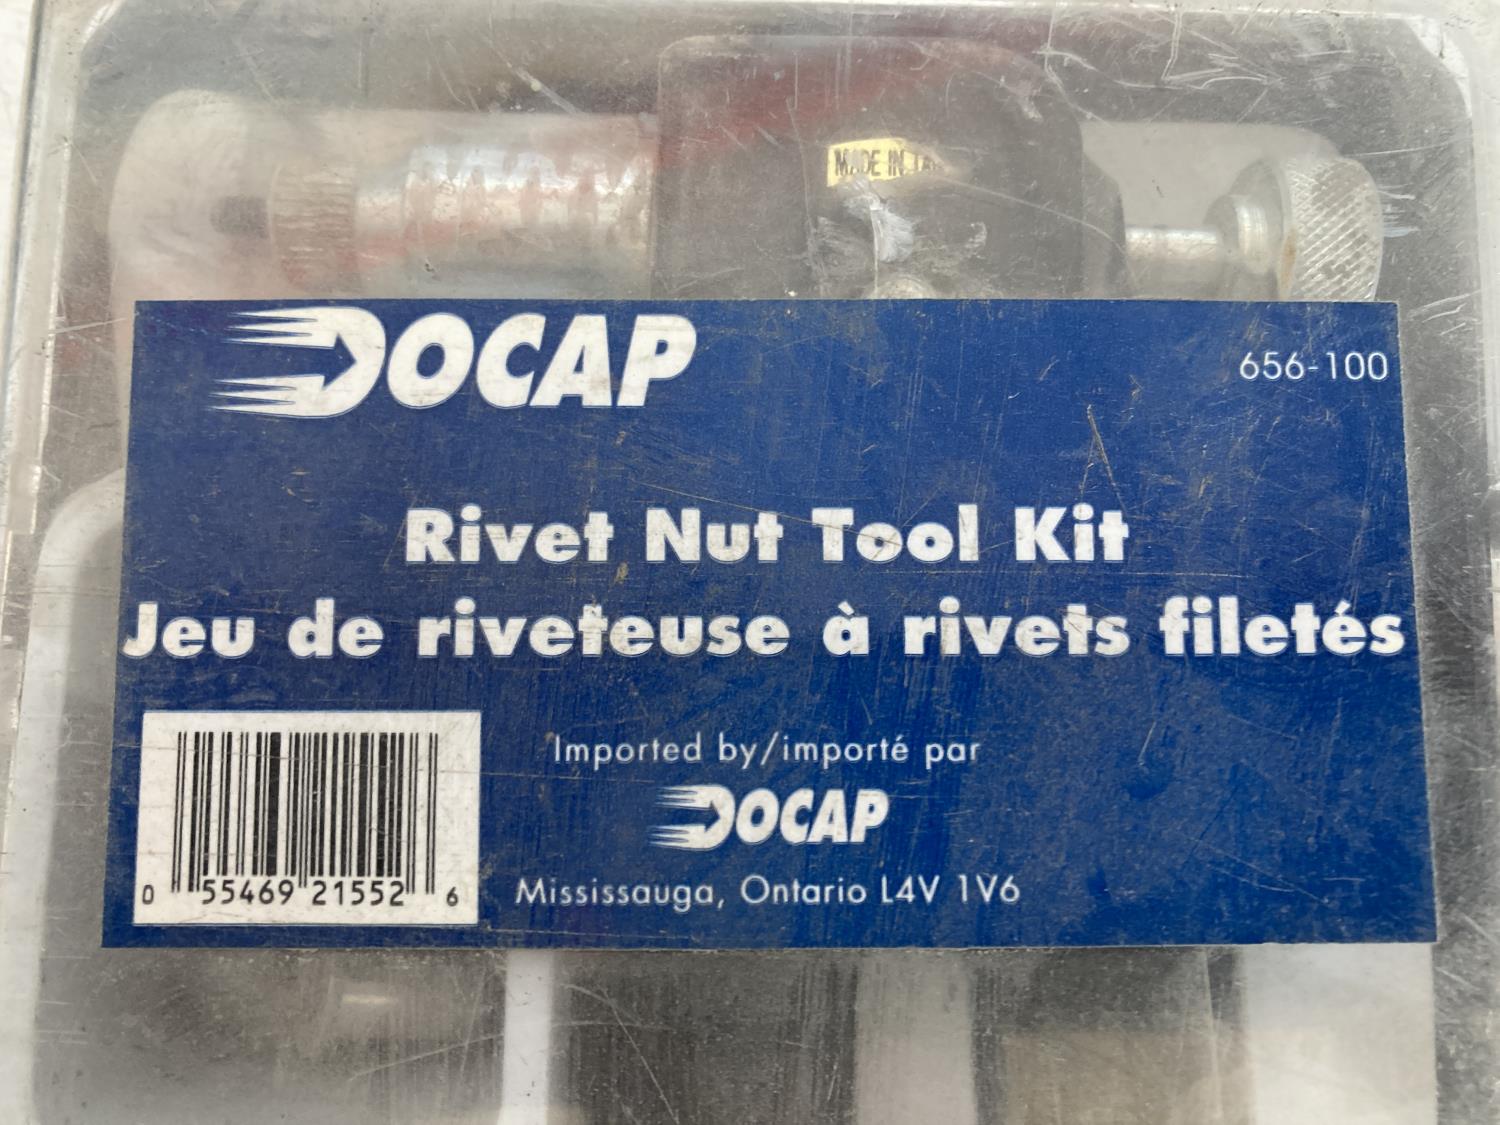 MADE IN
DOCAP
656-100
Rivet Nut Tool Kit
Jeu de riveteuse à rivets filetés
Imported by/importé par
DOCAP
Mississauga, Ontario L4V 1V6
0 55469 21552 6